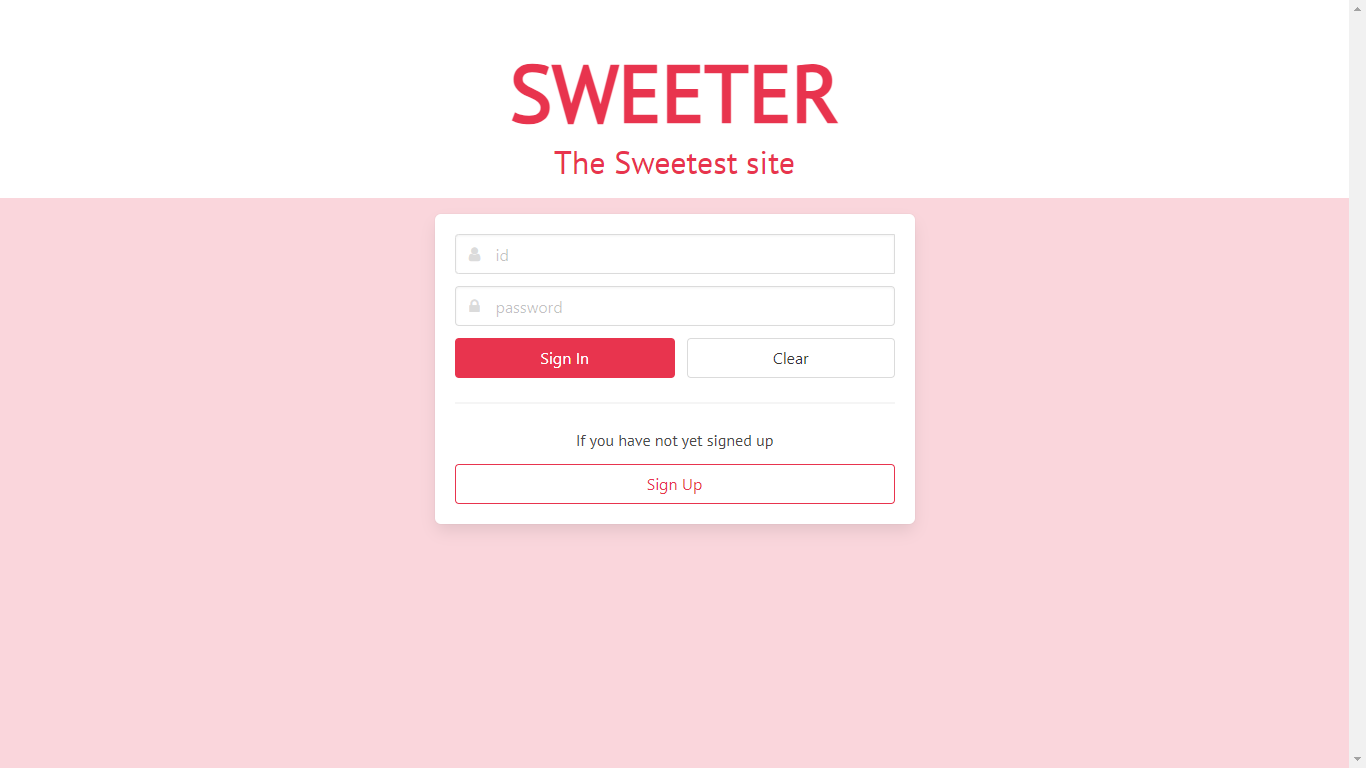 SWEETER
The Sweetest site
id
password
Sign In
Clear
If you have not yet signed up
Sign Up